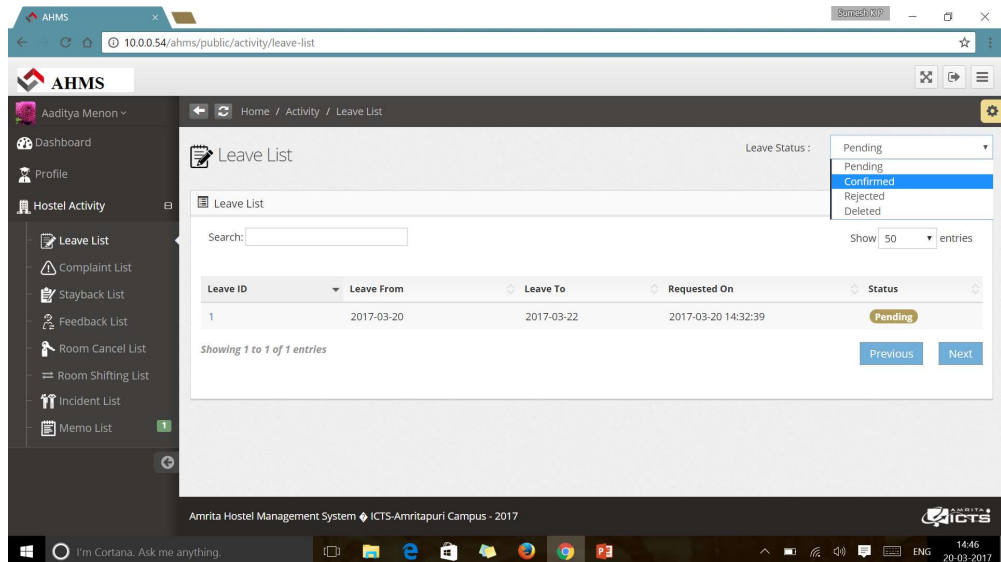 AHMS
Sumesh K P
10.0.0.54/ahms/public/activity/leave-list
AHMS
Aaditya Menon
Home / Activity / Leave List
Dashboard
Leave List
Leave Status :
Pending
Pending
Confirmed
Rejected
Deleted
Profile
Hostel Activity
Leave List
Search:
Show 50 entries
Leave List
Complaint List
Stayback List
Feedback List
Room Cancel List
Room Shifting List
Incident List
Memo List 1
Leave ID Leave From Leave To Requested On Status
1 2017-03-20 2017-03-22 2017-03-20 14:32:39 Pending
Showing 1 to 1 of 1 entries
Previous Next
Amrita Hostel Management System � ICTS-Amritapuri Campus - 2017
AMRITA
ICTS
I'm Cortana. Ask me anything.
ENG
14:46
20-03-2017